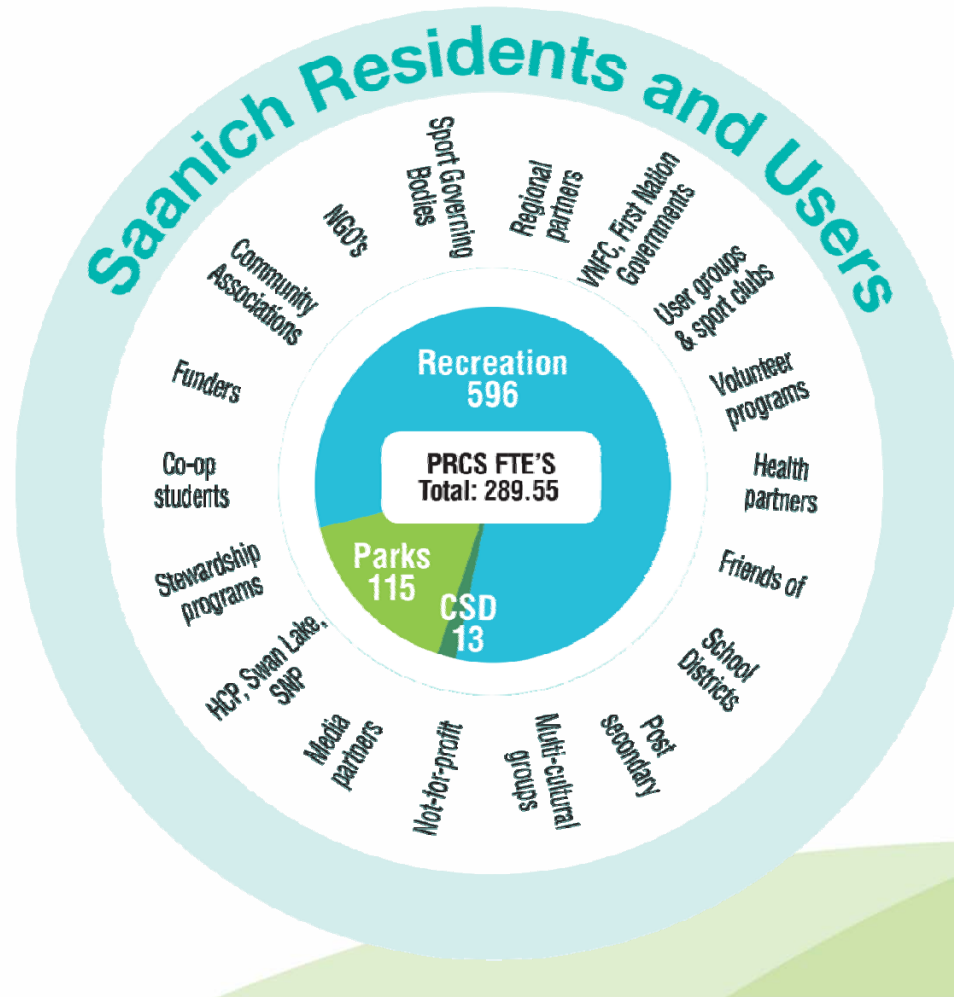 Saanich Residents and Users
Sport Governing
Bodies
Regional
partners
VNFC, First Nation
Governments
User groups
& sport clubs
Volunteer
programs
Health
partners
Friends of
School
Districts
Post
secondary
Multi-cultural
groups
Not-for-profit
Media
partners
HCP, Swan Lake,
SNP
Stewardship
programs
Co-op
students
Funders
Community
Associations
NGO's
Recreation
596
PRCS FTE'S
Total: 289.55
Parks
115
CSD
13